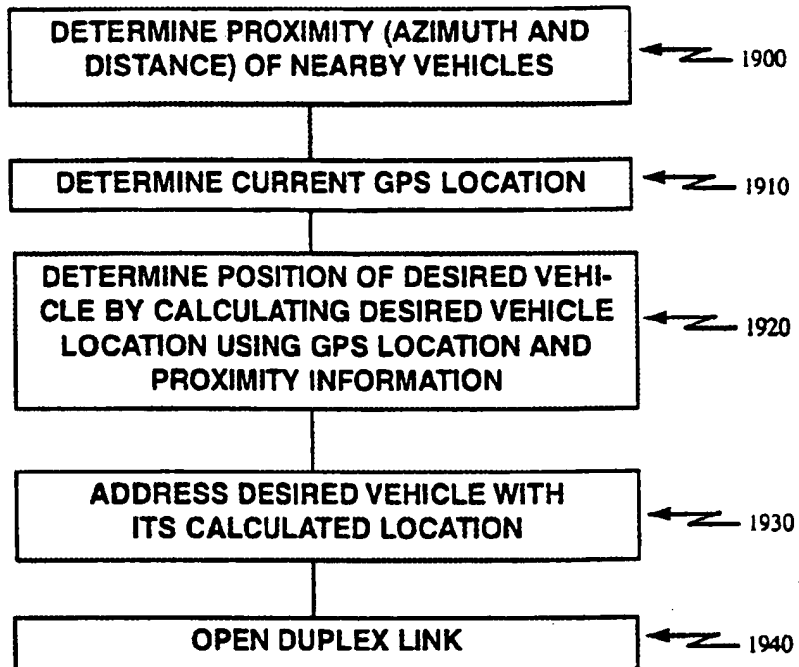 DETERMINE PROXIMITY (AZIMUTH AND
DISTANCE) OF NEARBY VEHICLES
1900
DETERMINE CURRENT GPS LOCATION
1910
DETERMINE POSITION OF DESIRED VEHI-
CLE BY CALCULATING DESIRED VEHICLE
LOCATION USING GPS LOCATION AND
PROXIMITY INFORMATION
1920
ADDRESS DESIRED VEHICLE WITH
ITS CALCULATED LOCATION
1930
OPEN DUPLEX LINK
1940